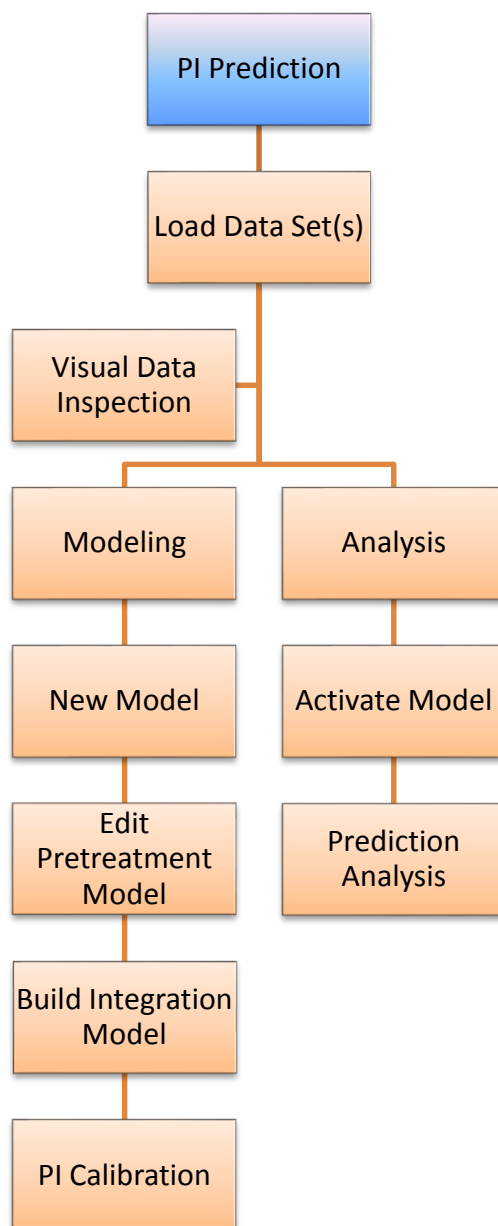 PI Prediction
Load Data Set(s)
Visual Data
Inspection
Modeling
Analysis
New Model
Activate Model
Edit
Pretreatment
Model
Prediction
Analysis
Build Integration
Model
PI Calibration